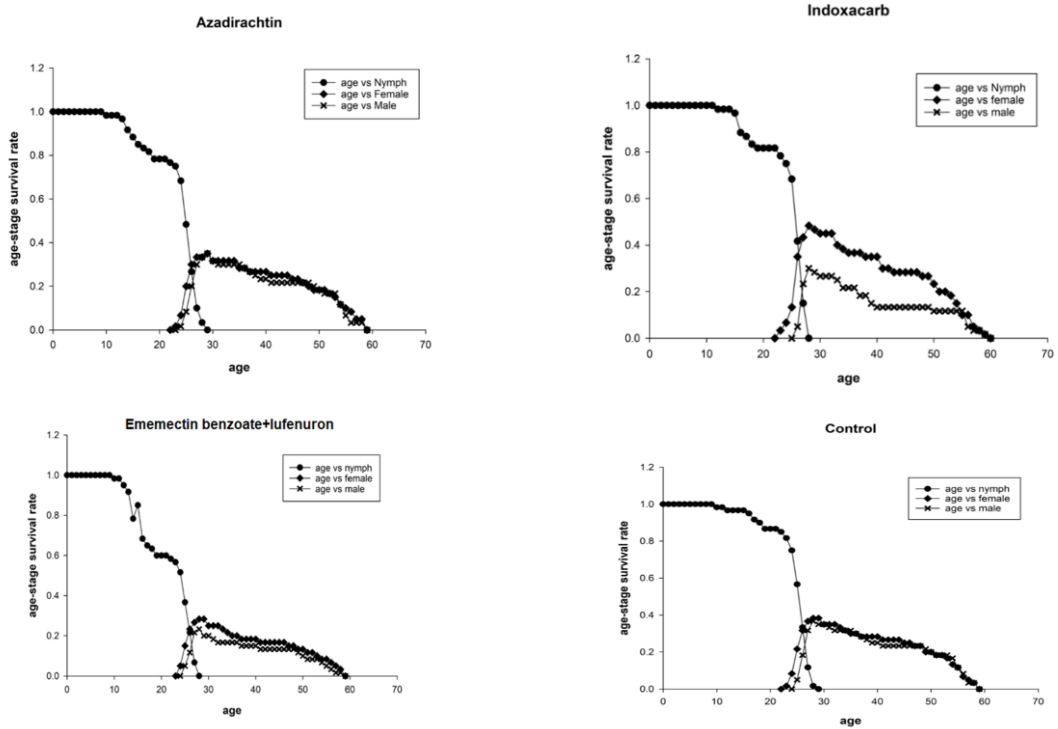 Azadirachtin
1.2
1.0
0.8
0.6
0.4
0.2
0.0
age-stage survival rate
0 10 20 30 40 50 60 70
age
age vs Nymph
age vs Female
age vs Male
Indoxacarb
1.2
1.0
0.8
0.6
0.4
0.2
0.0
age-stage survival rate
0 10 20 30 40 50 60 70
age
age vs Nymph
age vs female
age vs male
Ememectin benzoate+lufenuron
1.2
1.0
0.8
0.6
0.4
0.2
0.0
age-stage survival rate
0 10 20 30 40 50 60 70
age
age vs nymph
age vs female
age vs male
Control
1.2
1.0
0.8
0.6
0.4
0.2
0.0
age-stage survival rate
0 10 20 30 40 50 60 70
age
age vs nymph
age vs female
age vs male